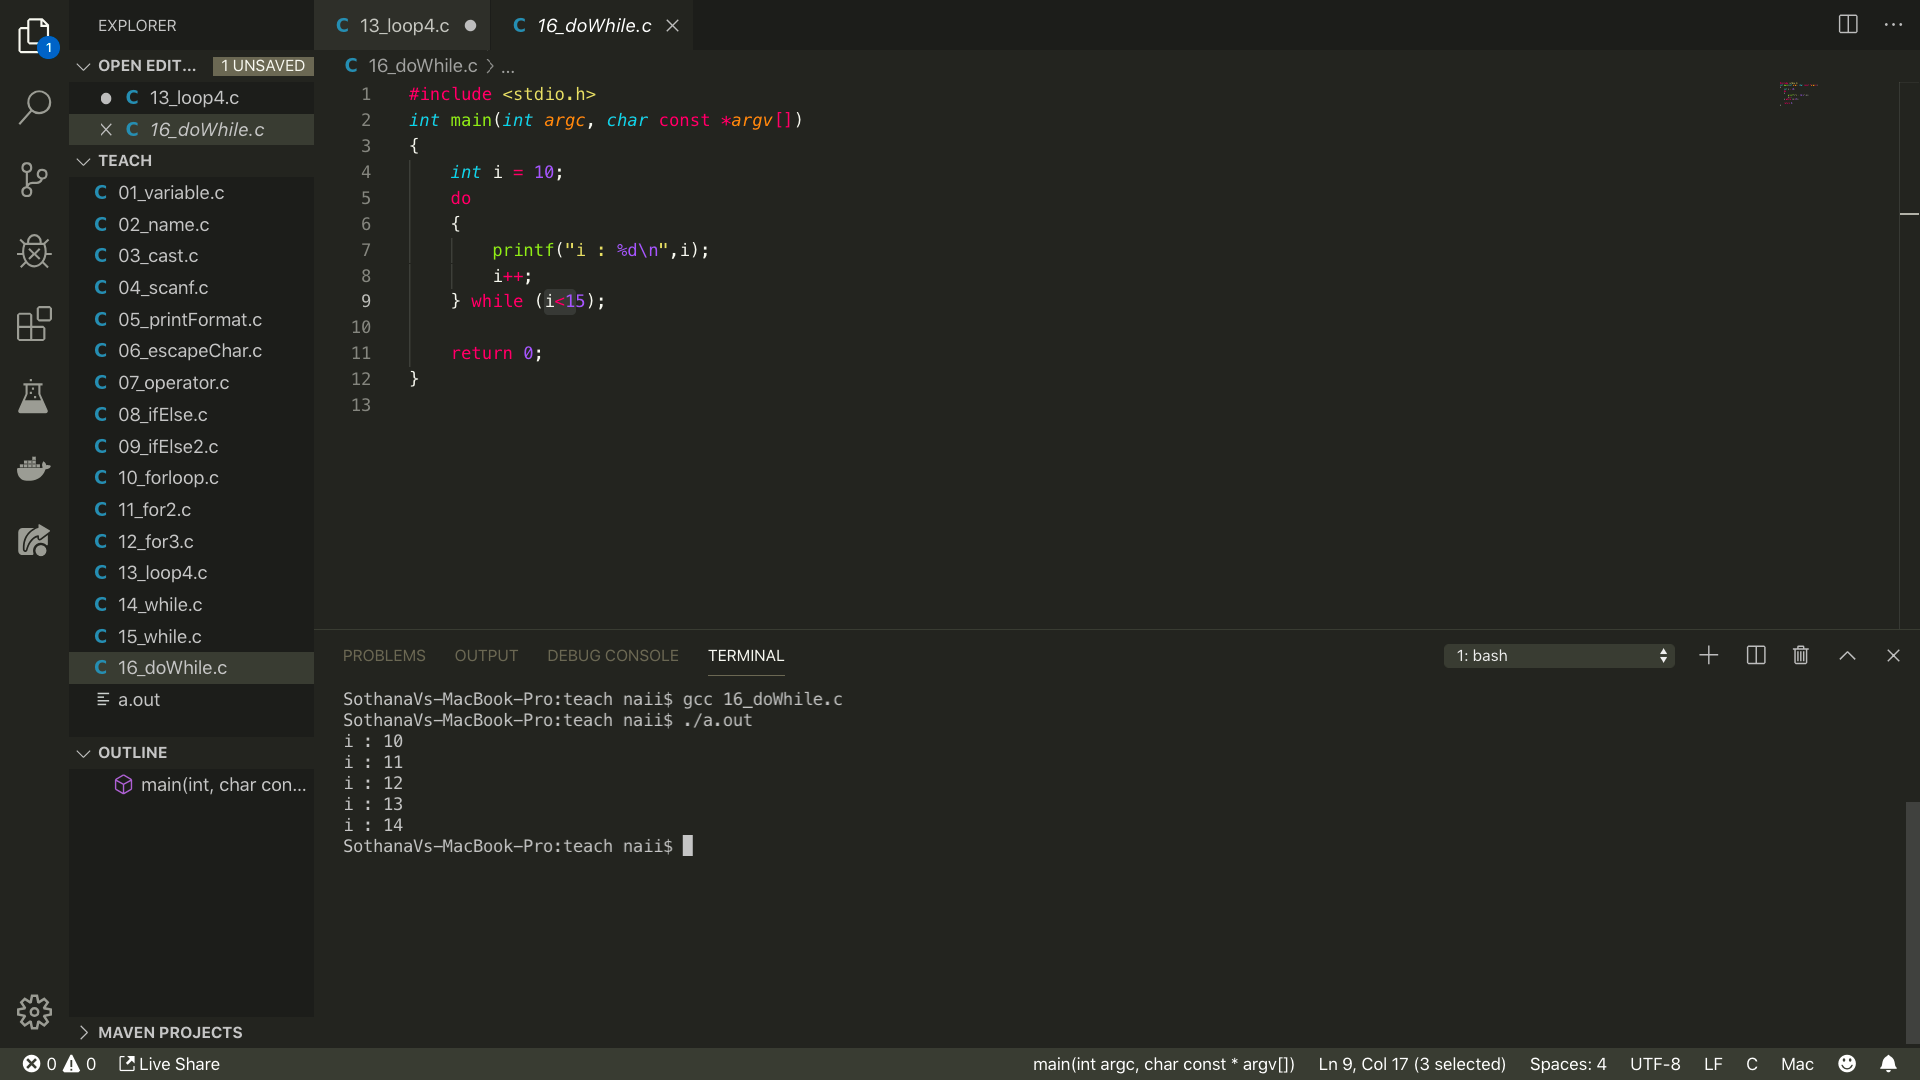 EXPLORER
OPEN EDIT... 1 UNSAVED
C 13_loop4.c
C 16_doWhile.c
TEACH
C 01_variable.c
C 02_name.c
C 03_cast.c
C 04_scanf.c
C 05_printFormat.c
C 06_escapeChar.c
C 07_operator.c
C 08_ifElse.c
C 09_ifElse2.c
C 10_forloop.c
C 11_for2.c
C 12_for3.c
C 13_loop4.c
C 14_while.c
C 15_while.c
C 16_doWhile.c
a.out
OUTLINE
main(int, char con...
MAVEN PROJECTS
1
C 13_loop4.c
C 16_doWhile.c
C 16_doWhile.c > ...
1 #include <stdio.h>
2 int main(int argc, char const *argv[])
3 {
4 int i = 10;
5 do
6 {
7 printf("i : %d\n",i);
8 i++;
9 } while (i<15);
10
11 return 0;
12 }
13
PROBLEMS OUTPUT DEBUG CONSOLE TERMINAL
1: bash
SothanaVs-MacBook-Pro:teach naii$ gcc 16_doWhile.c
SothanaVs-MacBook-Pro:teach naii$ ./a.out
i : 10
i : 11
i : 12
i : 13
i : 14
SothanaVs-MacBook-Pro:teach naii$
0 0 Live Share
main(int argc, char const * argv[]) Ln 9, Col 17 (3 selected) Spaces: 4 UTF-8 LF C Mac